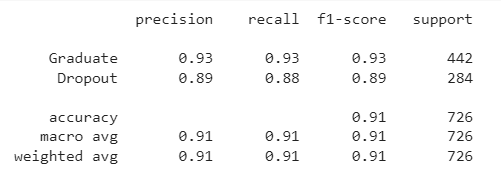 precision recall f1-score support
Graduate 0.93 0.93 0.93 442
Dropout 0.89 0.88 0.89 284
accuracy 0.91 726
macro avg 0.91 0.91 0.91 726
weighted avg 0.91 0.91 0.91 726